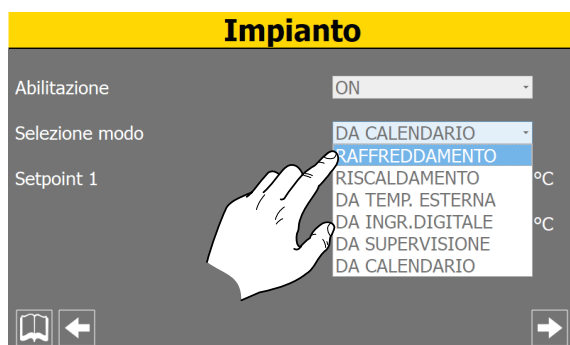 Impianto
Abilitazione ON
Selezione modo DA CALENDARIO
RAFFREDDAMENTO
Setpoint 1 RISCALDAMENTO °C
DA TEMP. ESTERNA
DA INGR.DIGITALE °C
DA SUPERVISIONE
DA CALENDARIO